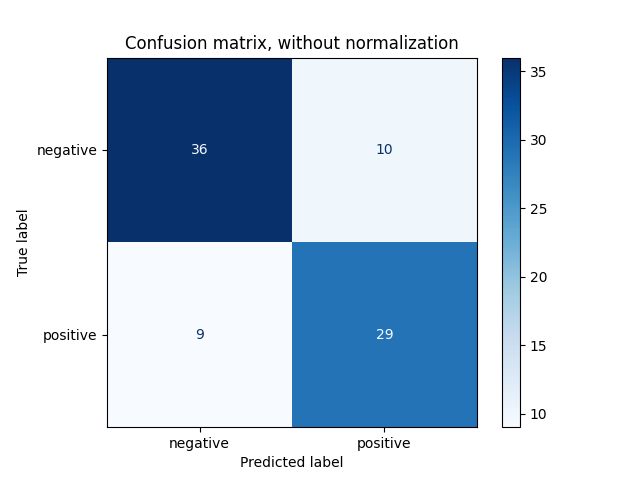 Confusion matrix, without normalization
True label
negative
36
10
positive
9
29
negative
positive
Predicted label
35
30
25
20
15
10